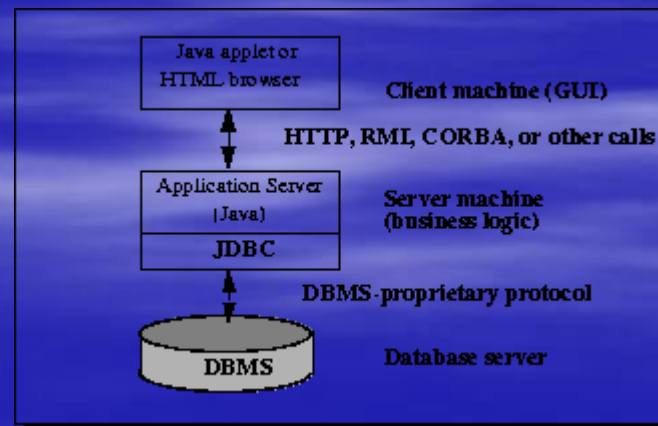 Java applet or
HTML browser
Client machine (GUI)
HTTP, RMI, CORBA, or other calls
Application Server
(Java)
Server machine
(business logic)
JDBC
DBMS-proprietary protocol
DBMS
Database server